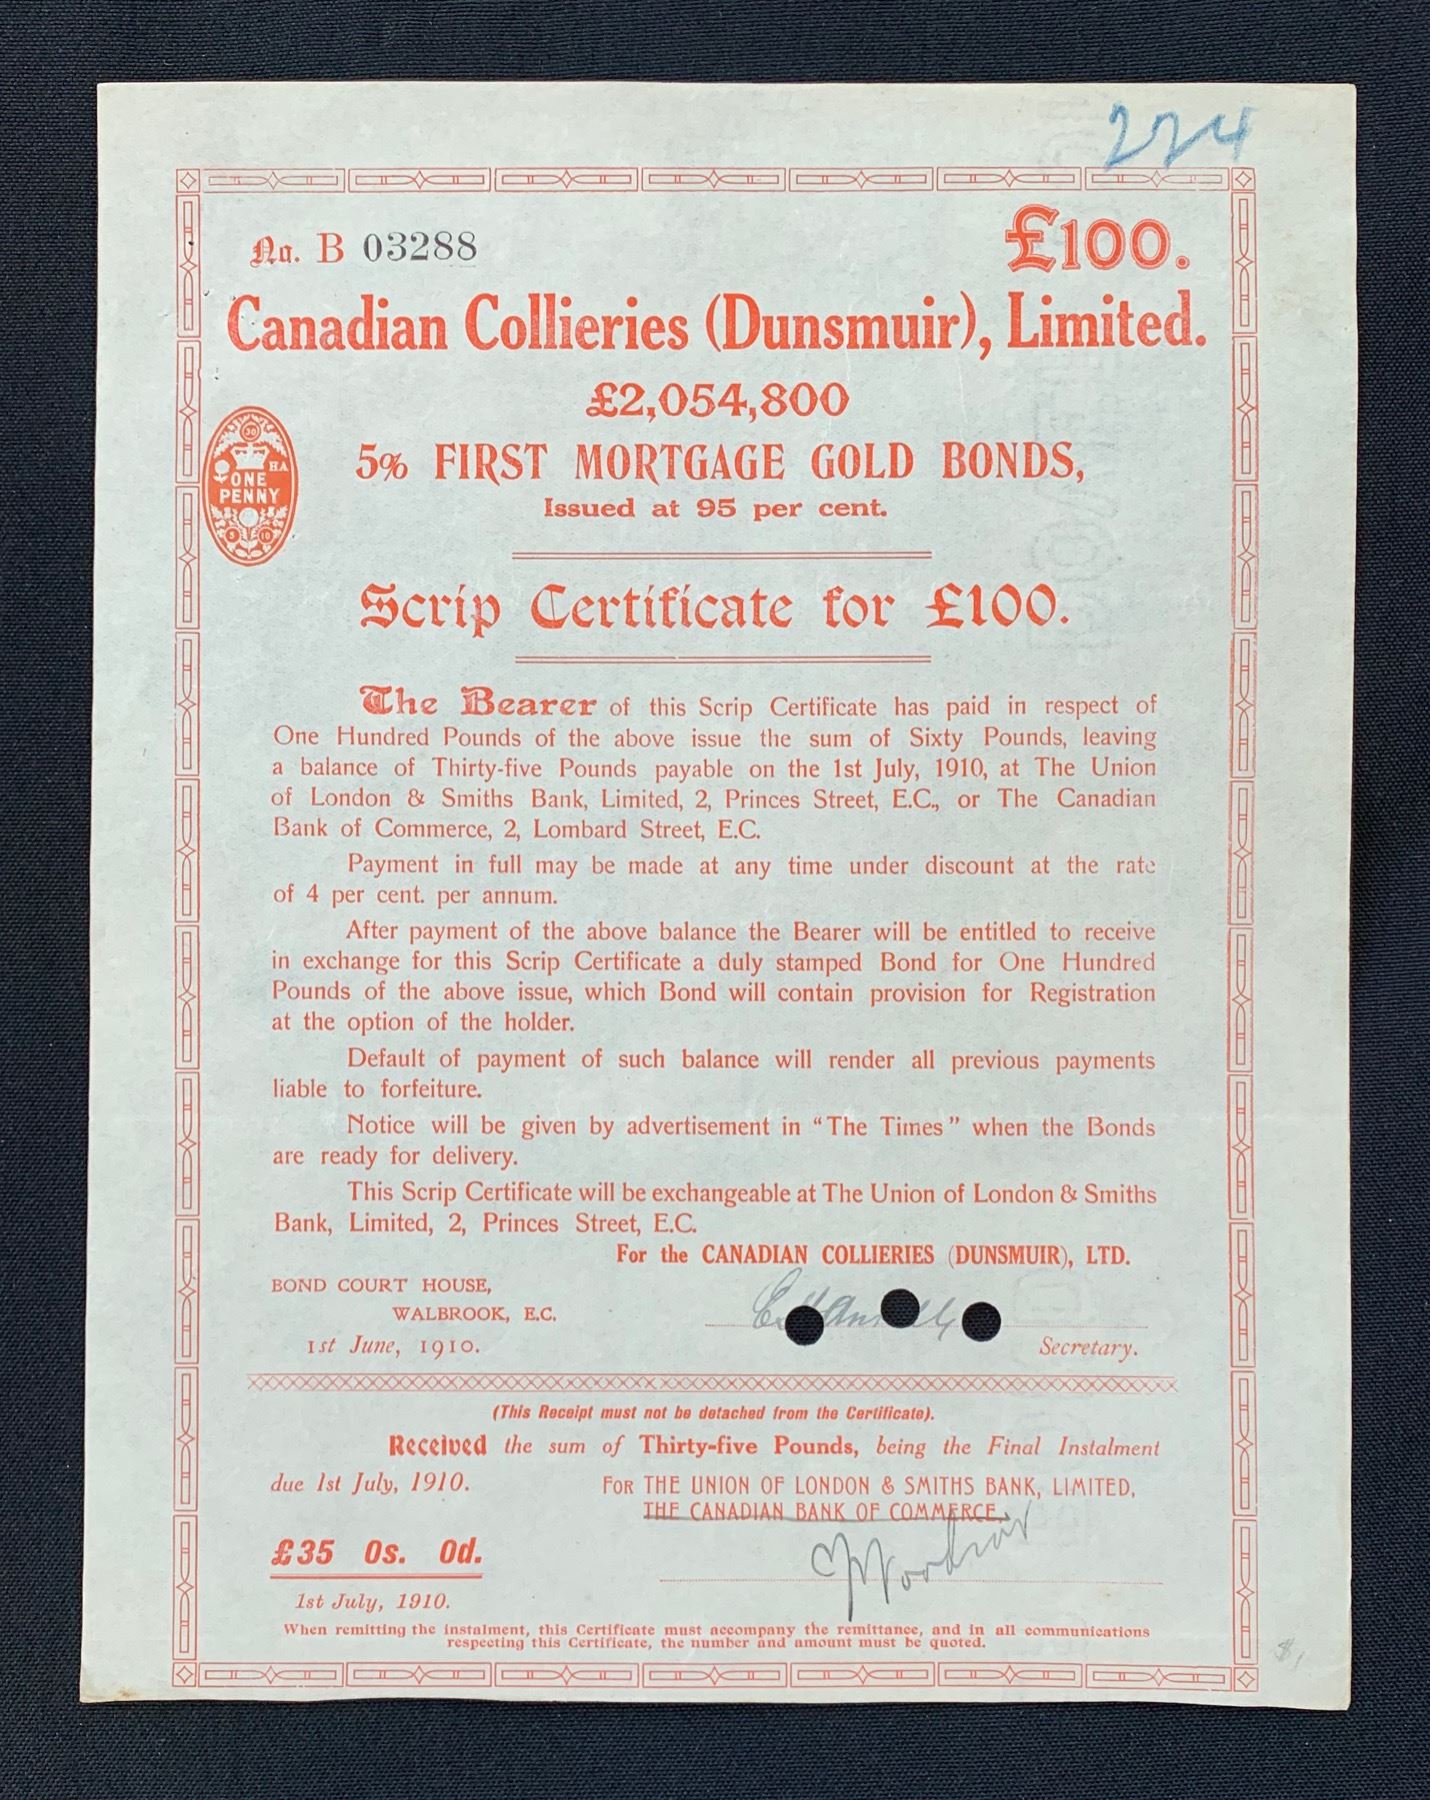 224
No. B 03288
£100.
Canadian Collieries (Dunsmuir), Limited.
£2,054,800
30
HA
ONE
PENNY
5 10
5% FIRST MORTGAGE GOLD BONDS,
Issued at 95 per cent.
Scrip Certificate for £100.
The Bearer of this Scrip Certificate has paid in respect of
One Hundred Pounds of the above issue the sum of Sixty Pounds, leaving
a balance of Thirty-five Pounds payable on the 1st July, 1910, at The Union
of London & Smiths Bank, Limited, 2, Princes Street, E.C., or The Canadian
Bank of Commerce, 2, Lombard Street, E.C.
Payment in full may be made at any time under discount at the rate
of 4 per cent. per annum.
After payment of the above balance the Bearer will be entitled to receive
in exchange for this Scrip Certificate a duly stamped Bond for One Hundred
Pounds of the above issue, which Bond will contain provision for Registration
at the option of the holder.
Default of payment of such balance will render all previous payments
liable to forfeiture.
Notice will be given by advertisement in “The Times” when the Bonds
are ready for delivery.
This Scrip Certificate will be exchangeable at The Union of London & Smiths
Bank, Limited, 2, Princes Street, E.C.
For the CANADIAN COLLIERIES (DUNSMUIR), LTD.
BOND COURT HOUSE,
WALBROOK, E.C.
1st June, 1910.
Secretary.
(This Receipt must not be detached from the Certificate).
Received the sum of Thirty-five Pounds, being the Final Instalment
due 1st July, 1910.
FOR THE UNION OF LONDON & SMITHS BANK, LIMITED,
THE CANADIAN BANK OF COMMERCE.
£35 0s. 0d.
1st July, 1910.
When remitting the instalment, this Certificate must accompany the remittance, and in all communications
respecting this Certificate, the number and amount must be quoted.
$1